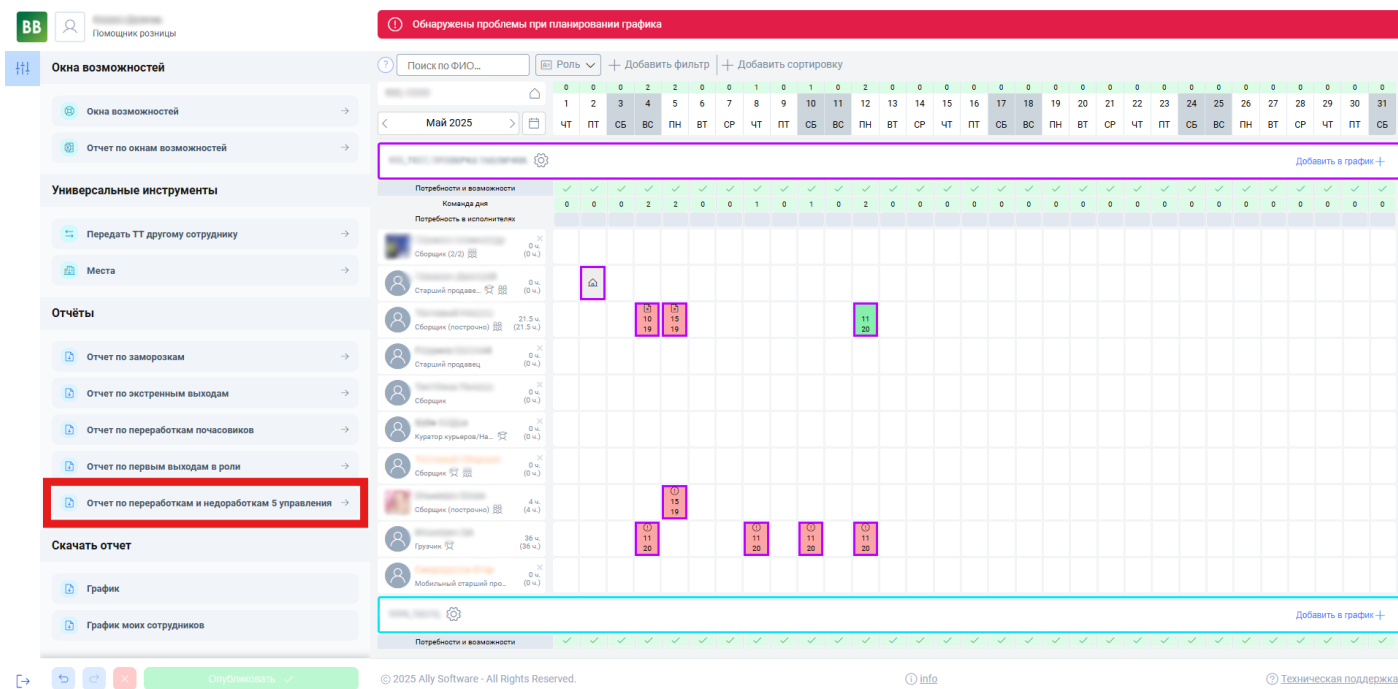 BB
Помощник розницы
Обнаружены проблемы при планировании графика
Окна возможностей
Окна возможностей
Отчет по окнам возможностей
Универсальные инструменты
Передать ТТ другому сотруднику
Места
Отчёты
Отчет по заморозкам
Отчет по экстренным выходам
Отчет по переработкам почасовиков
Отчет по первым выходам в роли
Отчет по переработкам и недоработкам 5 управления
Скачать отчет
График
График моих сотрудников
Опубликовать
? Поиск по ФИО... Роль Добавить фильтр Добавить сортировку
0 0 0 2 2 0 0 1 0 1 0 2 0 0 0 0 0 0 0 0 0 0 0 0 0 0 0 0 0 0 0
1 2 3 4 5 6 7 8 9 10 11 12 13 14 15 16 17 18 19 20 21 22 23 24 25 26 27 28 29 30 31
Май 2025 ЧТ ПТ СБ ВС ПН ВТ СР ЧТ ПТ СБ ВС ПН ВТ СР ЧТ ПТ СБ ВС ПН ВТ СР ЧТ ПТ СБ ВС ПН ВТ СР ЧТ ПТ СБ
Добавить в график
Потребности и возможности
Команда дня 0 0 0 2 2 0 0 1 0 1 0 2 0 0 0 0 0 0 0 0 0 0 0 0 0 0 0 0 0 0 0
Потребность в исполнителях
Сборщик (2/2) 0 ч. (0 ч.)
Старший продаве... 0 ч. (0 ч.)
Сборщик (построчно) 21.5 ч. (21.5 ч.) 10 19 15 19 11 20
Старший продавец 0 ч. (0 ч.)
Сборщик 0 ч. (0 ч.)
Куратор курьеров/На... 0 ч. (0 ч.)
Сборщик 0 ч. (0 ч.)
Сборщик (построчно) 4 ч. (4 ч.) 15 19
Грузчик 36 ч. (36 ч.) 11 20 11 20 11 20 11 20
Мобильный старший про... 0 ч. (0 ч.)
Добавить в график
Потребности и возможности
© 2025 Ally Software - All Rights Reserved.
info
Техническая поддержка